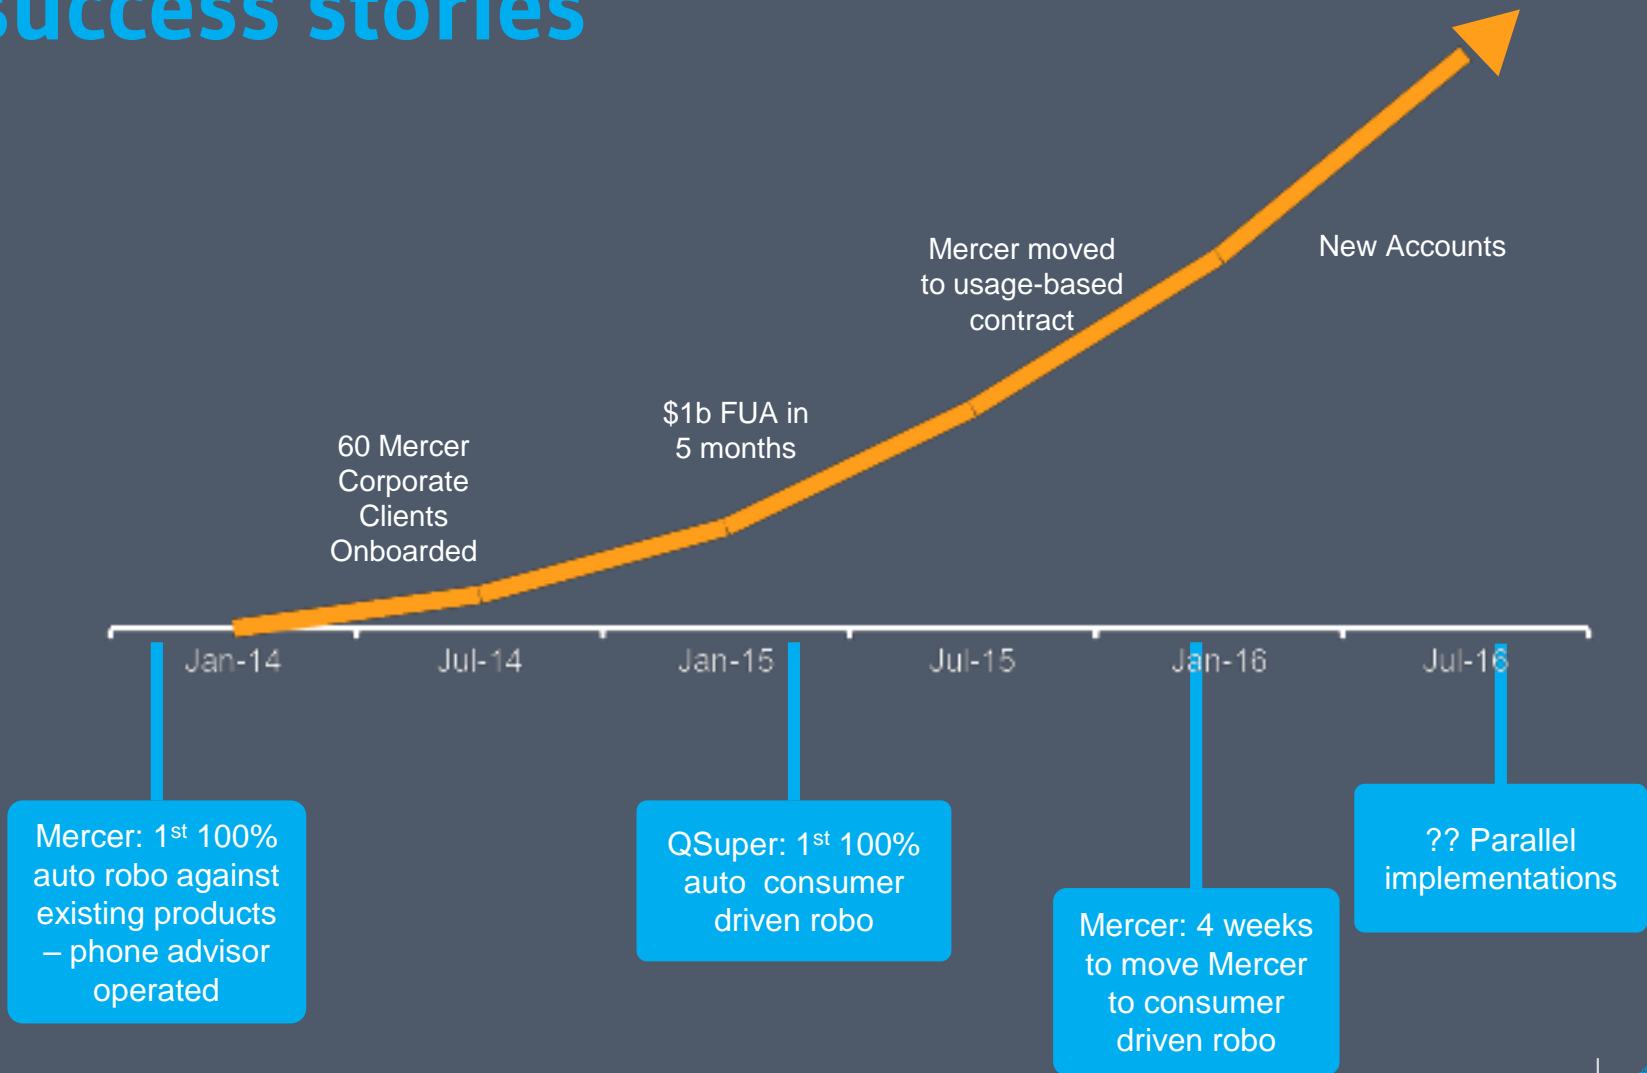 success stories
Mercer moved
to usage-based
contract
New Accounts
$1b FUA in
5 months
60 Mercer
Corporate
Clients
Onboarded
Jan-14 Jul-14 Jan-15 Jul-15 Jan-16 Jul-16
Mercer: 1st 100%
auto robo against
existing products
– phone advisor
operated
QSuper: 1st 100%
auto consumer
driven robo
Mercer: 4 weeks
to move Mercer
to consumer
driven robo
?? Parallel
implementations